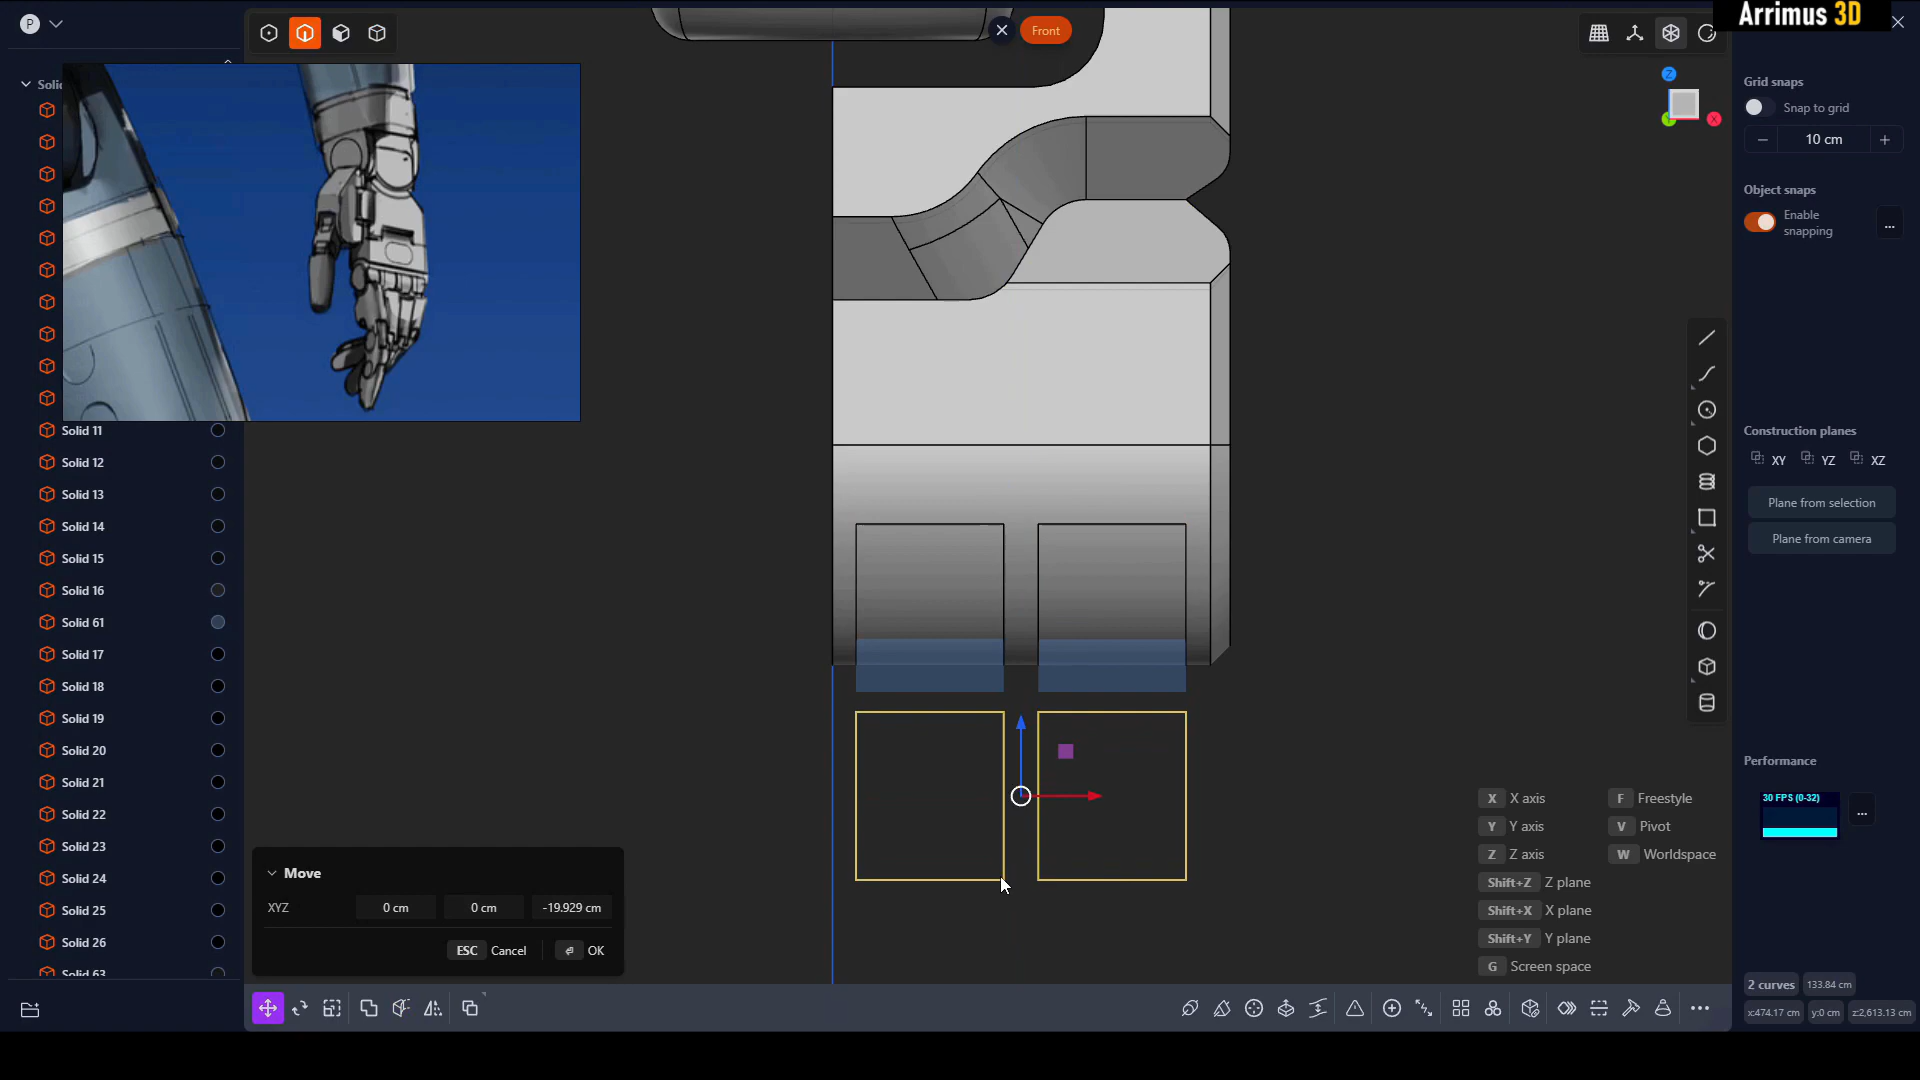 P
Front
Arrimus 3D
Z
Y
X
Grid snaps
Snap to grid
10 cm
Object snaps
Enable
snapping
...
Construction planes
XY
YZ
XZ
Plane from selection
Plane from camera
Performance
30 FPS (0-32)
...
Solid 11
Solid 12
Solid 13
Solid 14
Solid 15
Solid 16
Solid 61
Solid 17
Solid 18
Solid 19
Solid 20
Solid 21
Solid 22
Solid 23
Solid 24
Solid 25
Solid 26
Solid 63
Move
XYZ 0 cm 0 cm -19.929 cm
ESC Cancel OK
X X axis F Freestyle
Y Y axis V Pivot
Z Z axis W Worldspace
Shift+Z Z plane
Shift+X X plane
Shift+Y Y plane
G Screen space
2 curves 133.84 cm
x:474.17 cm y:0 cm z:2,613.13 cm